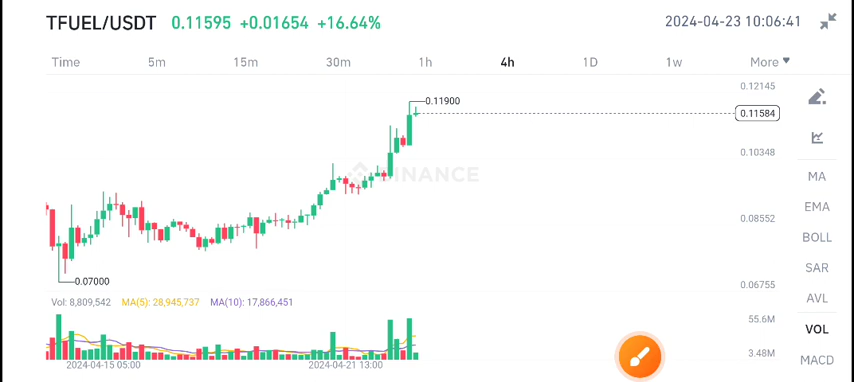 TFUEL/USDT 0.11595 +0.01654 +16.64% 2024-04-23 10:06:41
Time 5m 15m 30m 1h 4h 1D 1w More
0.12145
0.11900
0.11584
0.10348
BINANCE
MA
EMA
0.08552
BOLL
SAR
0.07000
0.06755
AVL
Vol: 8,809,542 MA(5): 28,945,737 MA(10): 17,866,451
55.6M
VOL
3.48M
MACD
2024-04-15 05:00 2024-04-21 13:00